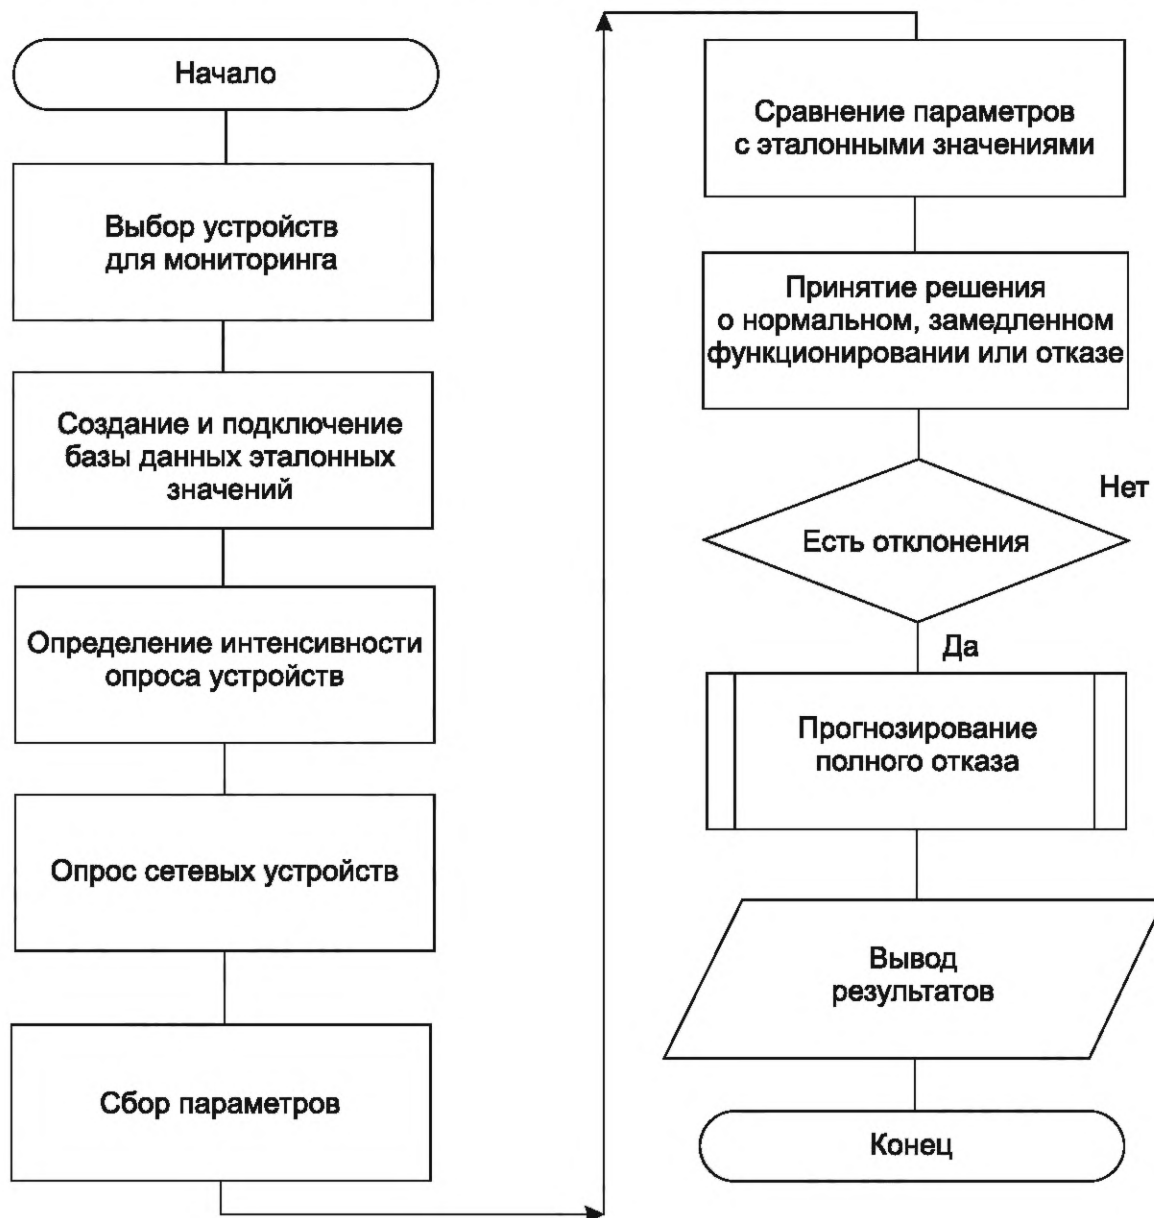 Начало
Выбор устройств
для мониторинга
Создание и подключение
базы данных эталонных
значений
Определение интенсивности
опроса устройств
Опрос сетевых устройств
Сбор параметров
Сравнение параметров
с эталонными значениями
Принятие решения
о нормальном, замедленном
функционировании или отказе
Нет
Есть отклонения
Да
Прогнозирование
полного отказа
Вывод
результатов
Конец